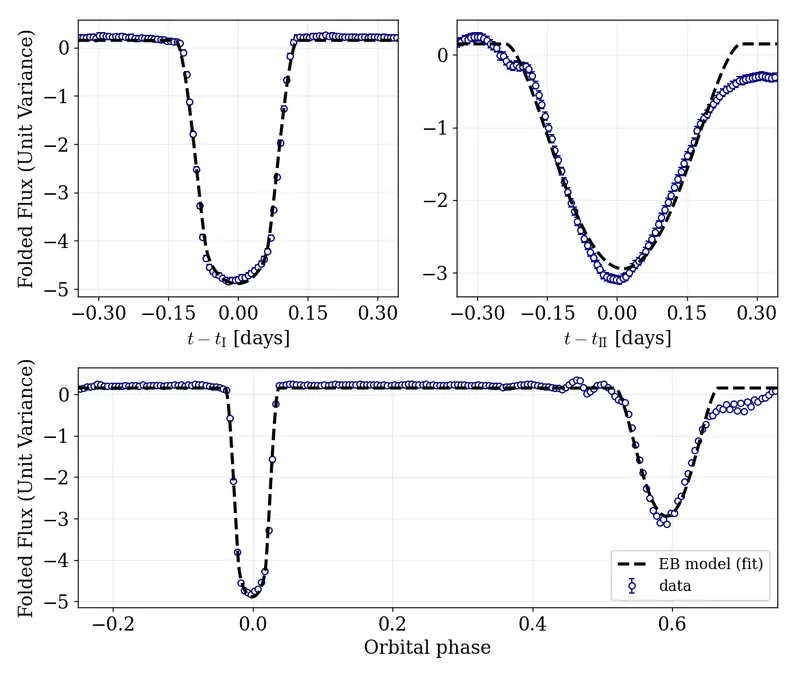 Folded Flux (Unit Variance)
0
−1
−2
−3
−4
−5
−0.30 −0.15 0.00 0.15 0.30
t − tI [days]
0
−1
−2
−3
−0.30 −0.15 0.00 0.15 0.30
t − tII [days]
Folded Flux (Unit Variance)
0
−1
−2
−3
−4
−5
EB model (fit)
data
−0.2 0.0 0.2 0.4 0.6
Orbital phase